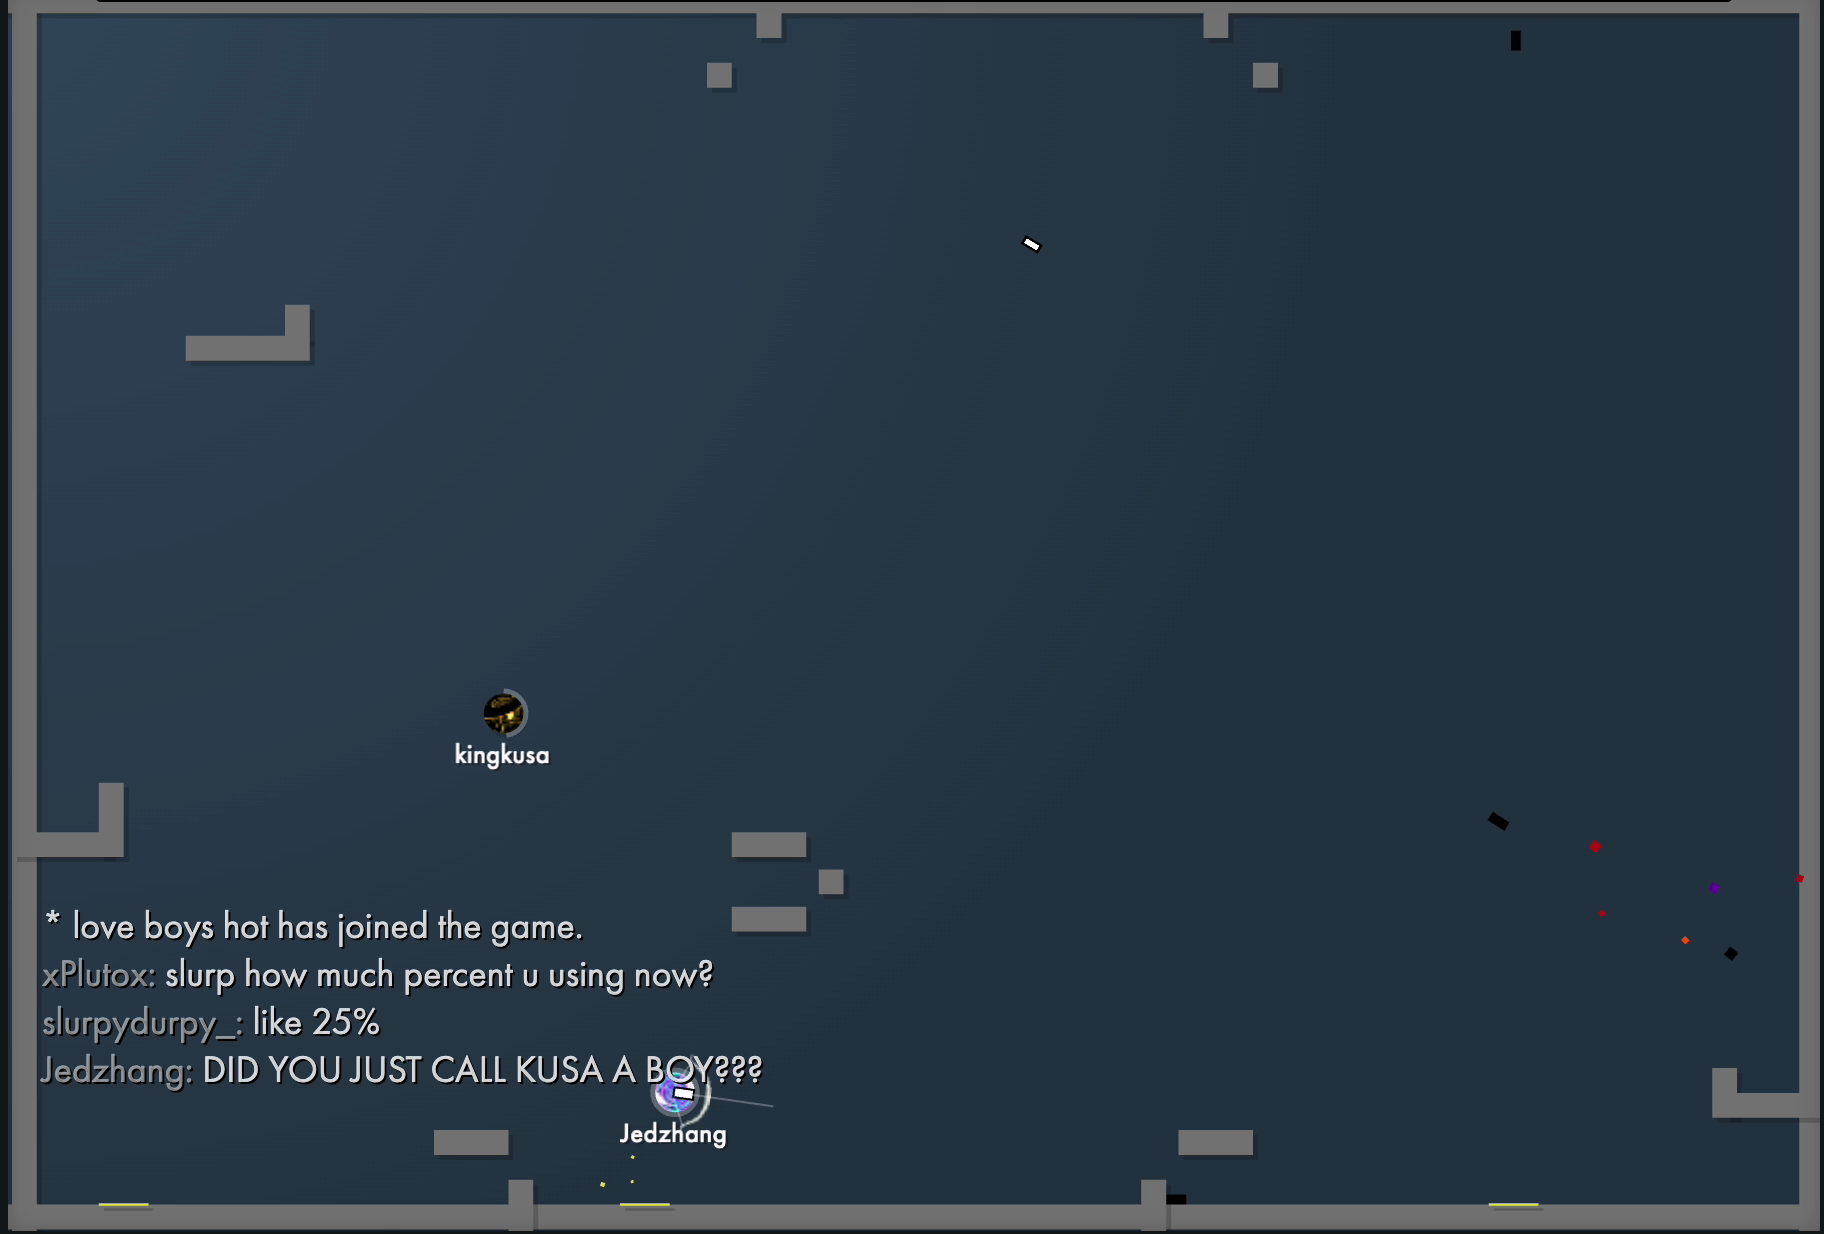 kingkusa
* love boys hot has joined the game.
xPlutox: slurp how much percent u using now?
slurpydurpy_: like 25%
Jedzhang: DID YOU JUST CALL KUSA A BOY???
Jedzhang